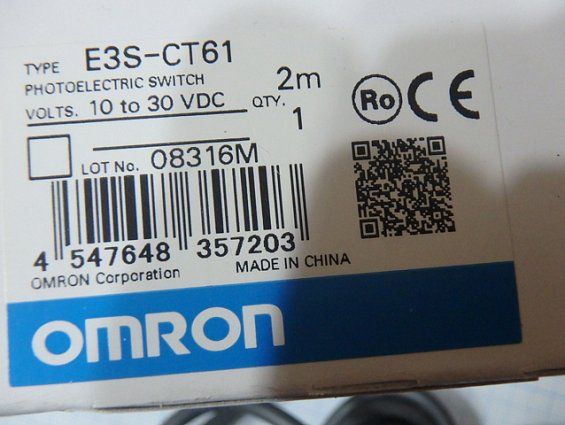 TYPE E3S-CT61
PHOTOELECTRIC SWITCH 2m
VOLTS. 10 to 30 VDC QTY. 1
LOT No. 08316M
4 547648 357203
OMRON Corporation MADE IN CHINA
Ro CE
OMRON